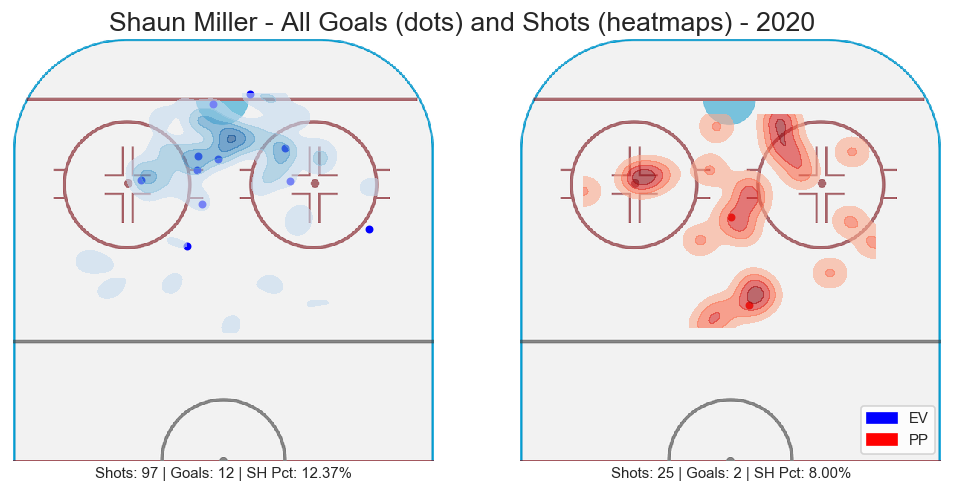 Shaun Miller - All Goals (dots) and Shots (heatmaps) - 2020
EV
PP
Shots: 97 | Goals: 12 | SH Pct: 12.37%
Shots: 25 | Goals: 2 | SH Pct: 8.00%